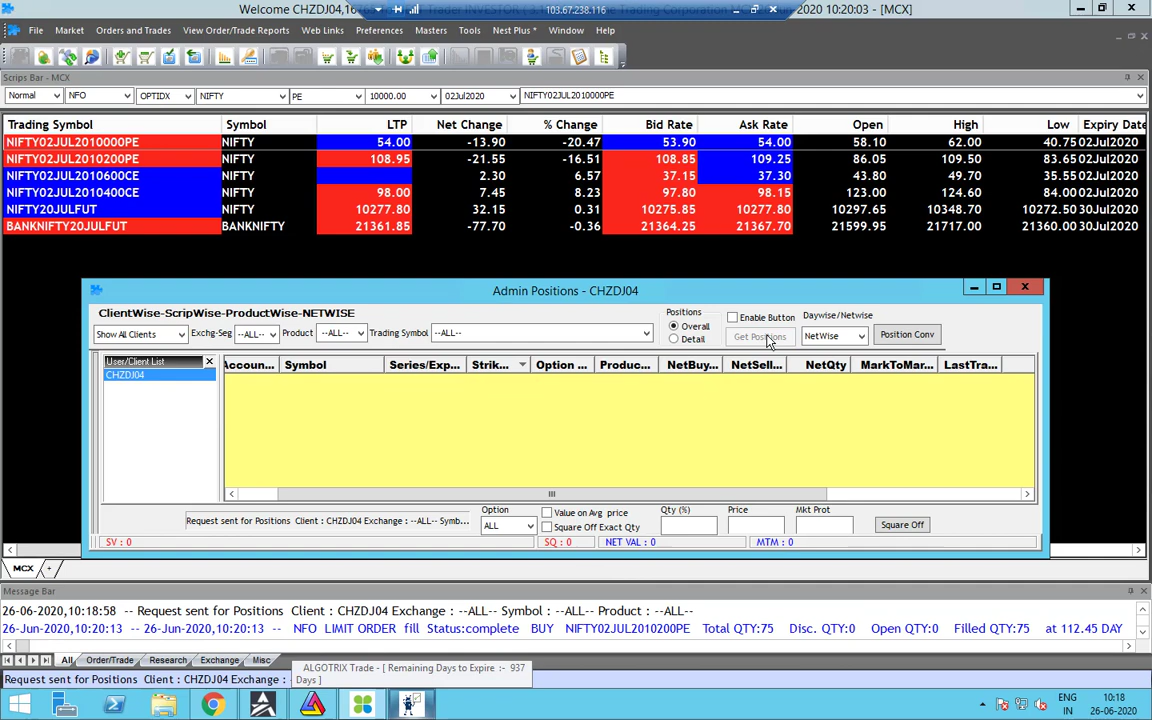 Welcome CHZDJ04,16
103.67.238.116
Trader INVESTOR
Trading Corporation
2020 10:20:03 - [MCX]
File Market Orders and Trades View Order/Trade Reports Web Links Preferences Masters Tools Nest Plus * Window Help
Scrips Bar - MCX
Normal NFO OPTIDX NIFTY PE 10000.00 02Jul2020 NIFTY02JUL2010000PE
Trading Symbol Symbol LTP Net Change % Change Bid Rate Ask Rate Open High Low Expiry Date
NIFTY02JUL2010000PE NIFTY 54.00 -13.90 -20.47 53.90 54.00 58.10 62.00 40.75 02Jul2020
NIFTY02JUL2010200PE NIFTY 108.95 -21.55 -16.51 108.85 109.25 86.05 109.50 83.65 02Jul2020
NIFTY02JUL2010600CE NIFTY 2.30 6.57 37.15 37.30 43.80 49.70 35.55 02Jul2020
NIFTY02JUL2010400CE NIFTY 98.00 7.45 8.23 97.80 98.15 123.00 124.60 84.00 02Jul2020
NIFTY20JULFUT NIFTY 10277.80 32.15 0.31 10275.85 10277.80 10297.65 10348.70 10272.50 30Jul2020
BANKNIFTY20JULFUT BANKNIFTY 21361.85 -77.70 -0.36 21364.25 21367.70 21599.95 21717.00 21360.00 30Jul2020
Admin Positions - CHZDJ04
ClientWise-ScripWise-ProductWise-NETWISE
Positions
Enable Button
Daywise/Netwise
Show All Clients Exchg-Seg --ALL-- Product --ALL-- Trading Symbol --ALL--
Overall
Detail
Get Positions
NetWise
Position Conv
User/Client List
CHZDJ04
Accoun... Symbol Series/Exp... Strik... Option ... Produc... NetBuy... NetSell... NetQty MarkToMar... LastTra...
Request sent for Positions Client : CHZDJ04 Exchange : --ALL-- Symb...
Option
ALL
Value on Avg price
Square Off Exact Qty
Qty (%)
Price
Mkt Prot
Square Off
SV : 0 SQ : 0 NET VAL : 0 MTM : 0
MCX +
Message Bar
26-06-2020,10:18:58 -- Request sent for Positions Client : CHZDJ04 Exchange : --ALL-- Symbol : --ALL-- Product : --ALL--
26-Jun-2020,10:20:13 -- 26-Jun-2020,10:20:13 -- NFO LIMIT ORDER fill Status:complete BUY NIFTY02JUL2010200PE Total QTY:75 Disc. QTY:0 Open QTY:0 Filled QTY:75 at 112.45 DAY
All Order/Trade Research Exchange Misc
ALGOTRIX Trade - [ Remaining Days to Expire :- 937
Days ]
Request sent for Positions Client : CHZDJ04 Exchange :
ENG
IN
10:18
26-06-2020